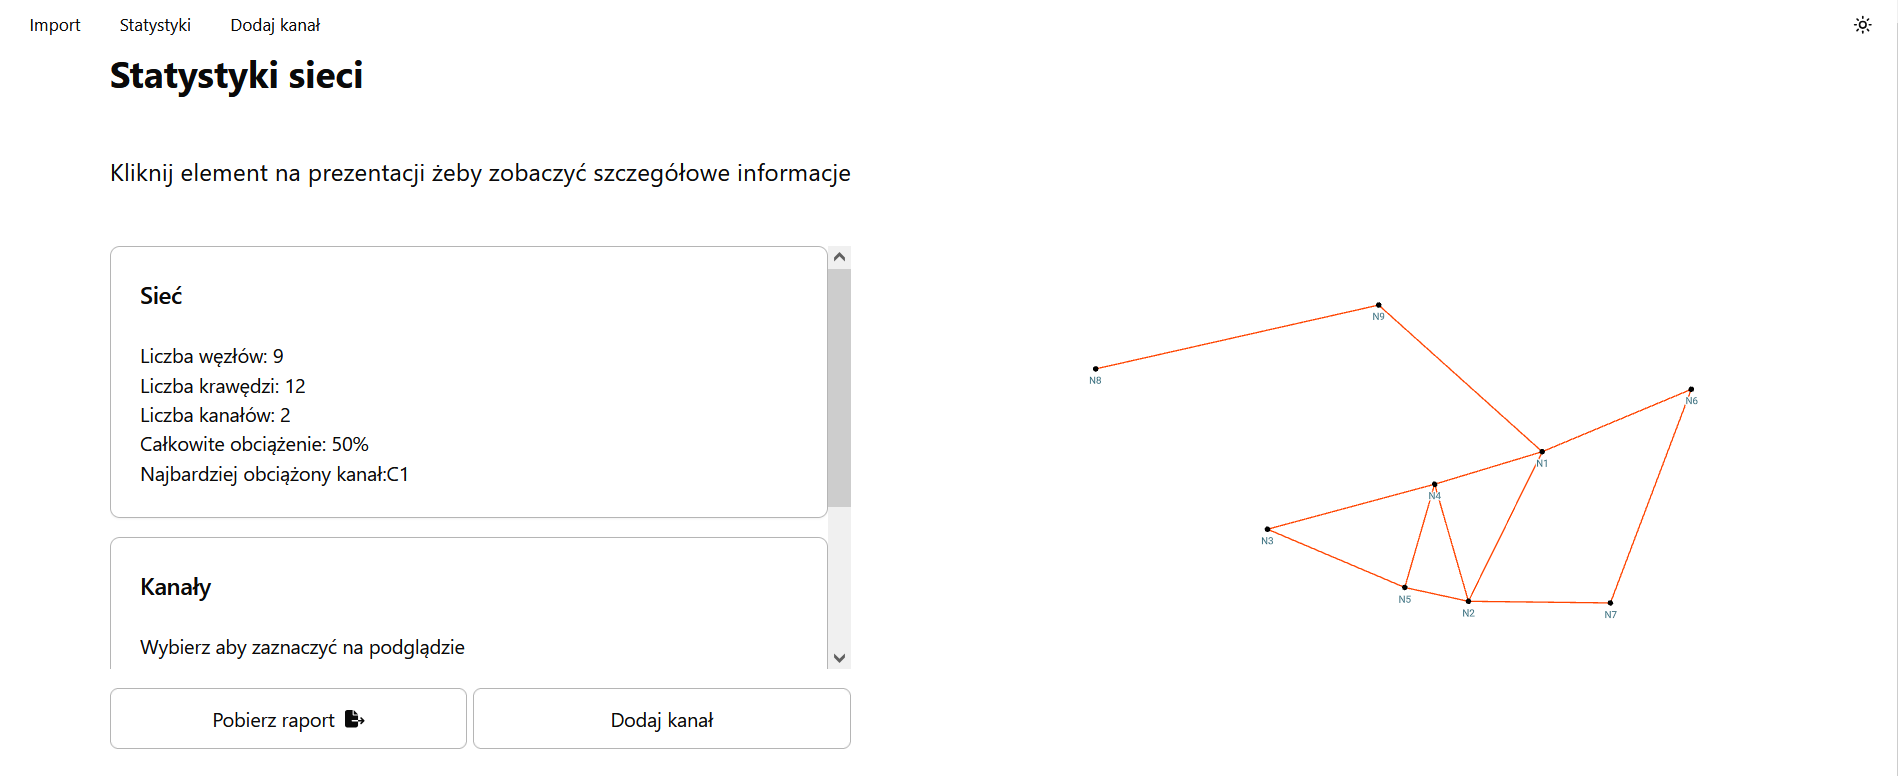 Import
Statystyki
Dodaj kanał
Statystyki sieci
Kliknij element na prezentacji żeby zobaczyć szczegółowe informacje
Sieć
Liczba węzłów: 9
Liczba krawędzi: 12
Liczba kanałów: 2
Całkowite obciążenie: 50%
Najbardziej obciążony kanał:C1
Kanały
Wybierz aby zaznaczyć na podglądzie
Pobierz raport
Dodaj kanał
N9
N8
N6
N1
N4
N3
N5
N2
N7